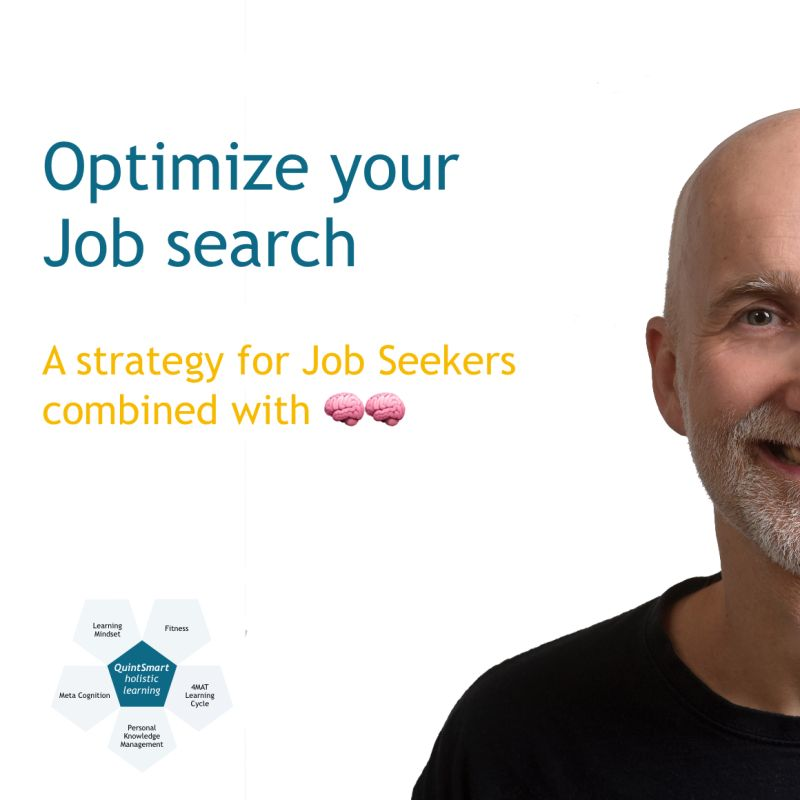 Optimize your
Job search
A strategy for Job Seekers
combined with 🧠🧠
Learning
Mindset
Fitness
QuintSmart
holistic
learning
Meta Cognition
4MAT
Learning
Cycle
Personal
Knowledge
Management